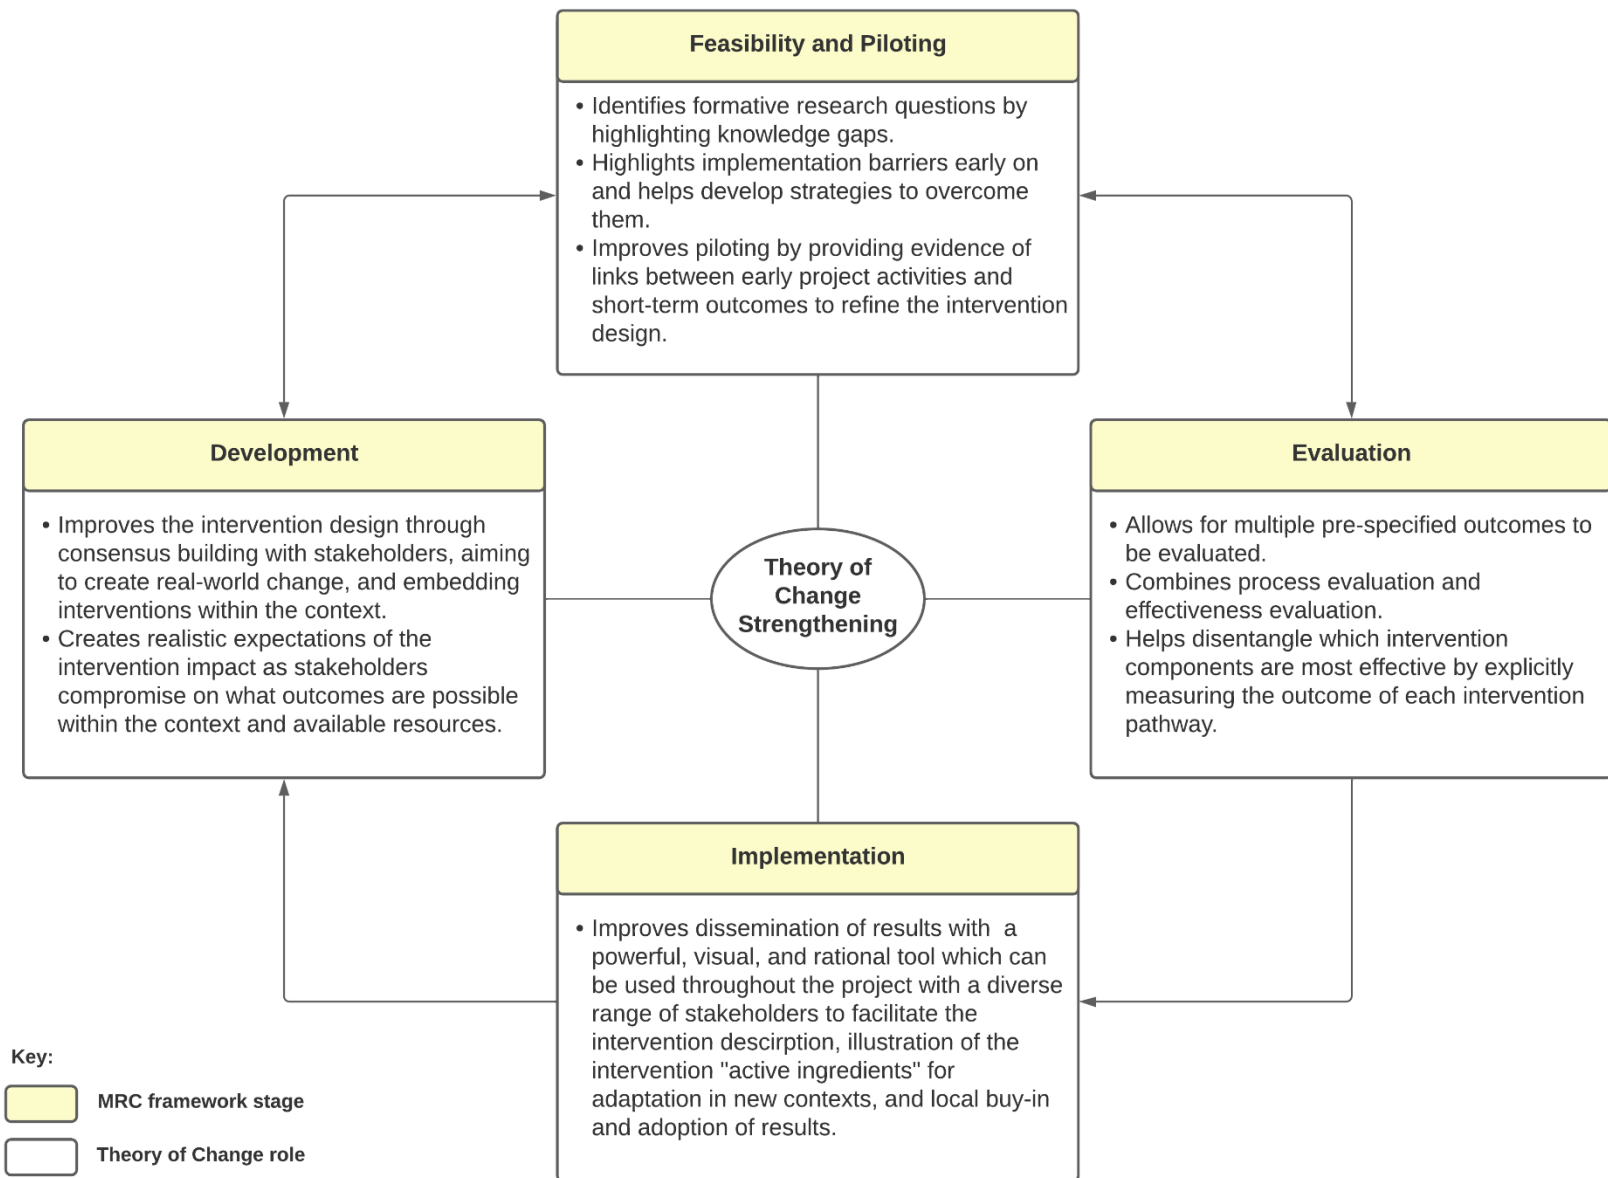 Feasibility and Piloting
• Identifies formative research questions by
highlighting knowledge gaps.
• Highlights implementation barriers early on
and helps develop strategies to overcome
them.
• Improves piloting by providing evidence of
links between early project activities and
short-term outcomes to refine the intervention
design.
Development
• Improves the intervention design through
consensus building with stakeholders, aiming
to create real-world change, and embedding
interventions within the context.
• Creates realistic expectations of the
intervention impact as stakeholders
compromise on what outcomes are possible
within the context and available resources.
Theory of
Change
Strengthening
Evaluation
• Allows for multiple pre-specified outcomes to
be evaluated.
• Combines process evaluation and
effectiveness evaluation.
• Helps disentangle which intervention
components are most effective by explicitly
measuring the outcome of each intervention
pathway.
Implementation
• Improves dissemination of results with a
powerful, visual, and rational tool which can
be used throughout the project with a diverse
range of stakeholders to facilitate the
intervention descirption, illustration of the
intervention "active ingredients" for
adaptation in new contexts, and local buy-in
and adoption of results.
Key:
MRC framework stage
Theory of Change role